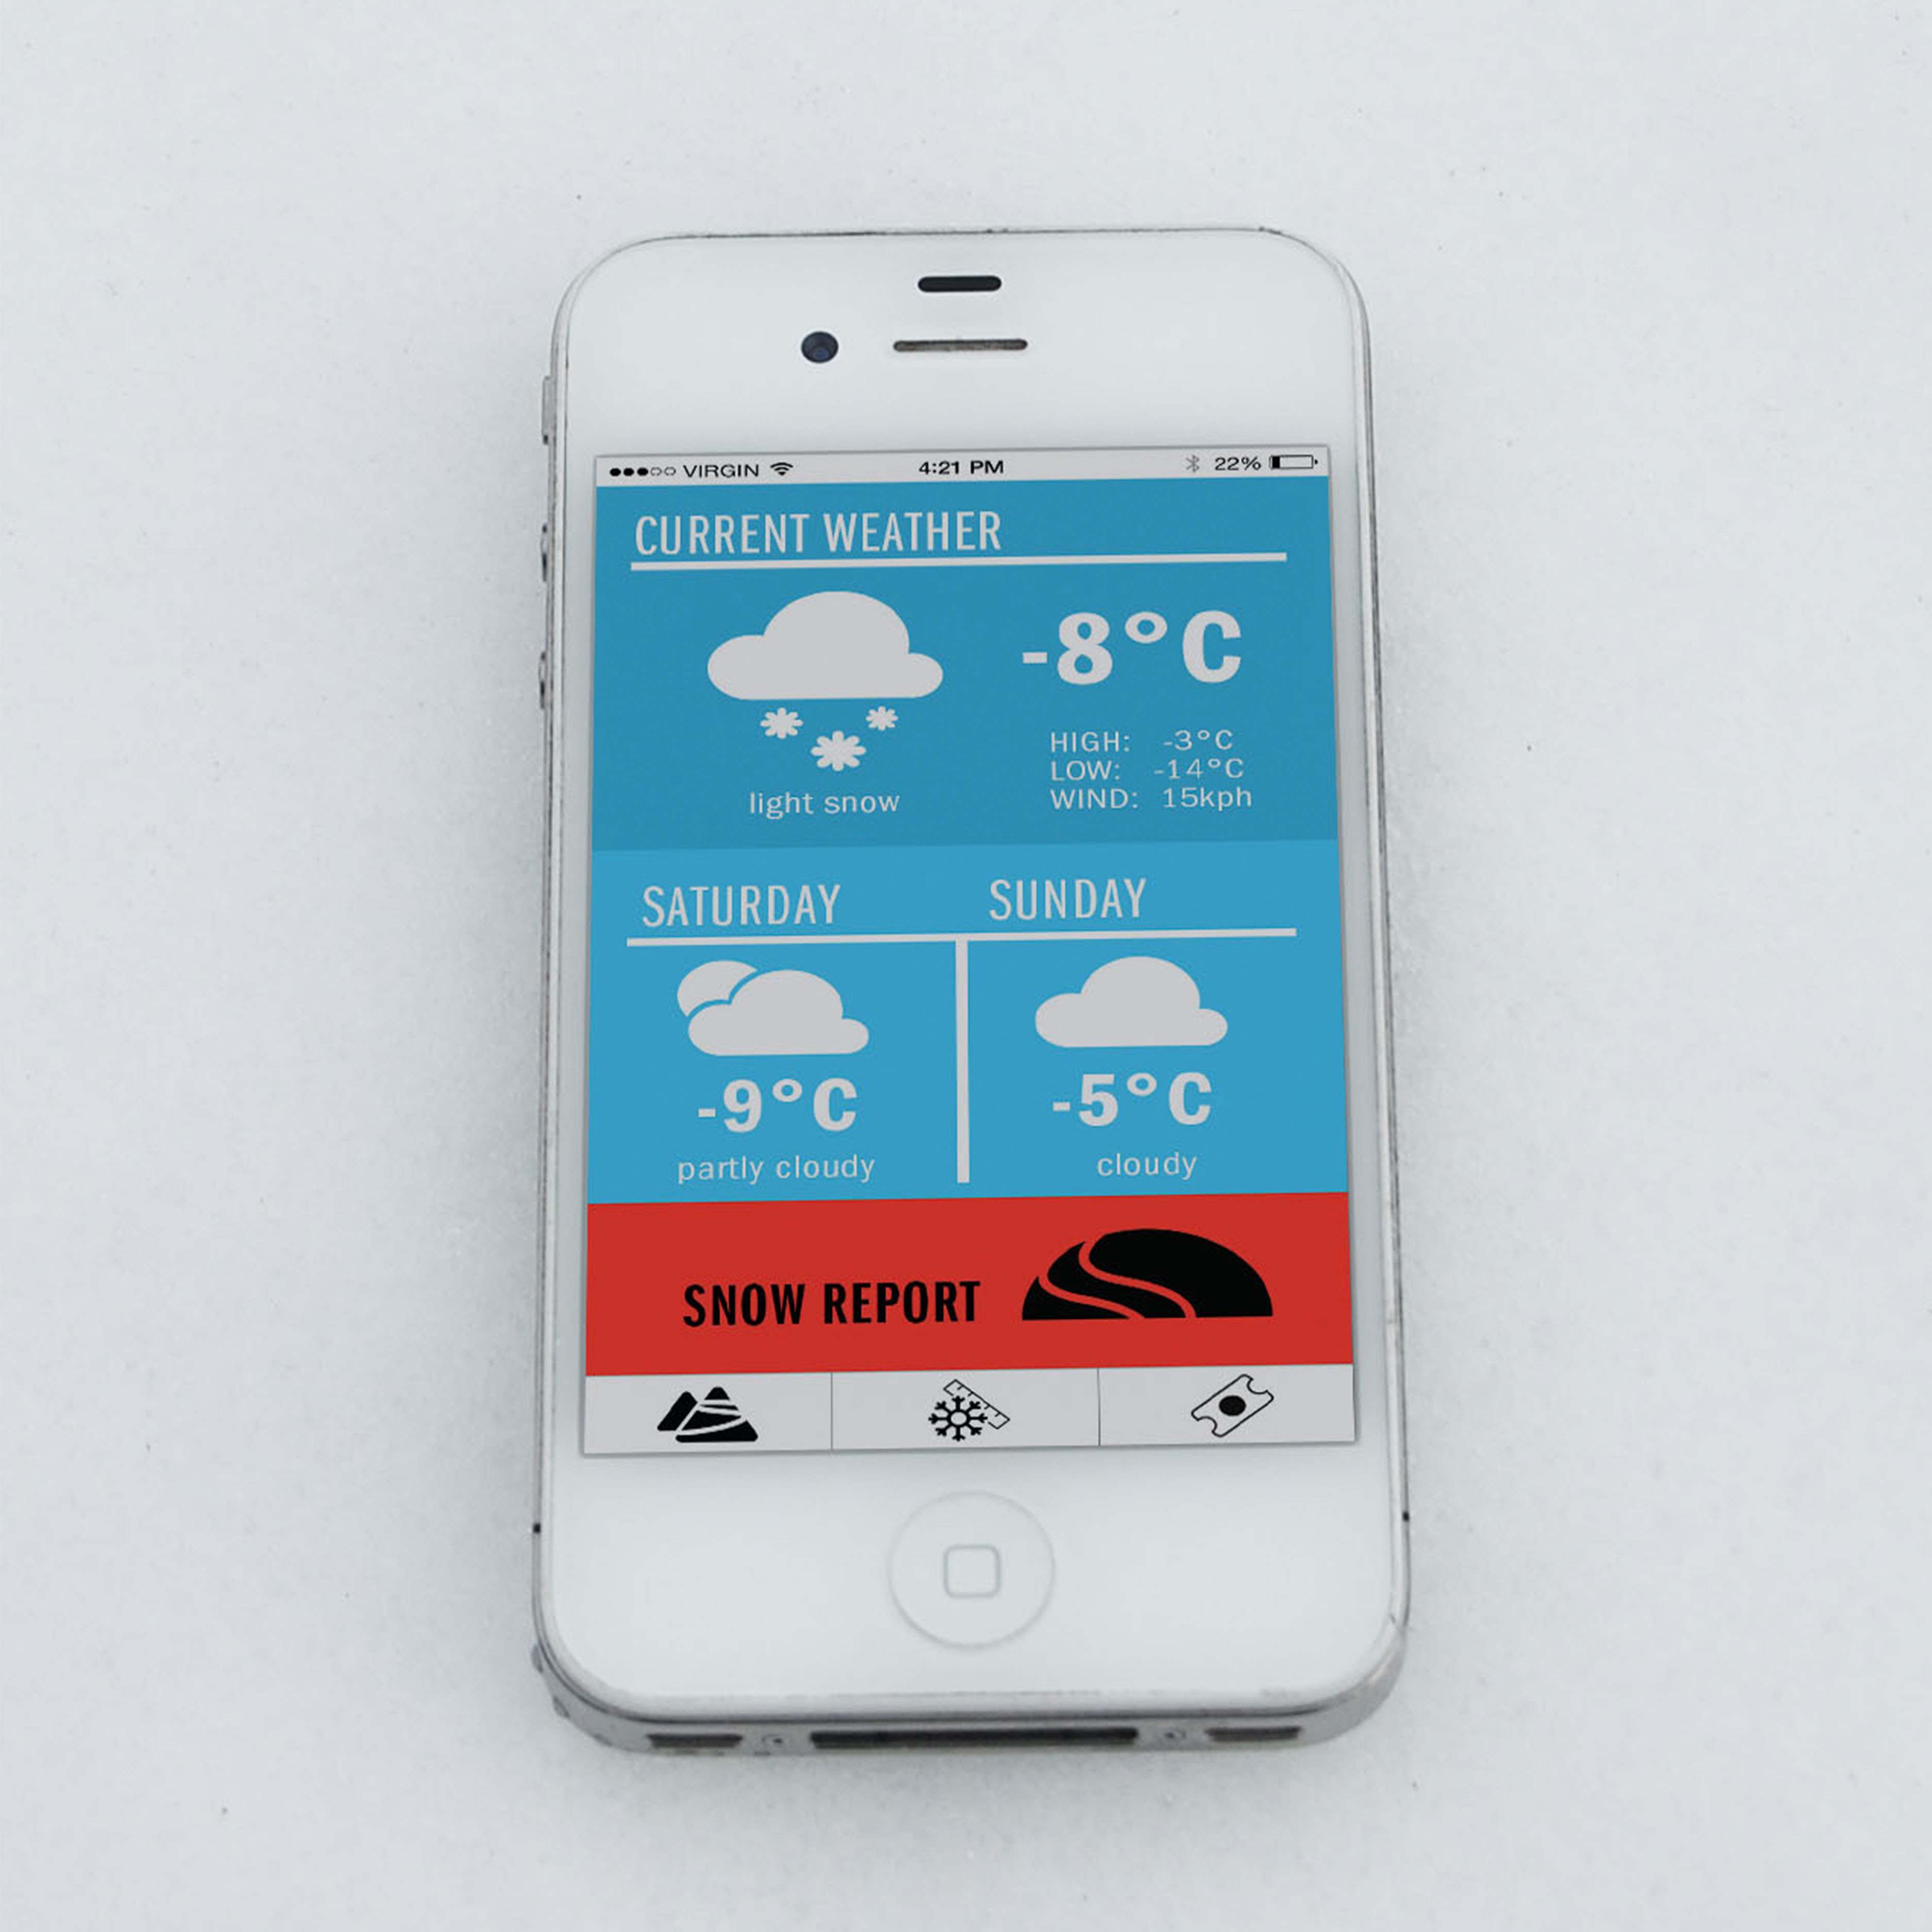 VIRGIN 4:21 PM 22%
CURRENT WEATHER
-8°C
HIGH: -3°C
LOW: -14°C
WIND: 15kph
light snow
SATURDAY SUNDAY
-9°C -5°C
partly cloudy cloudy
SNOW REPORT